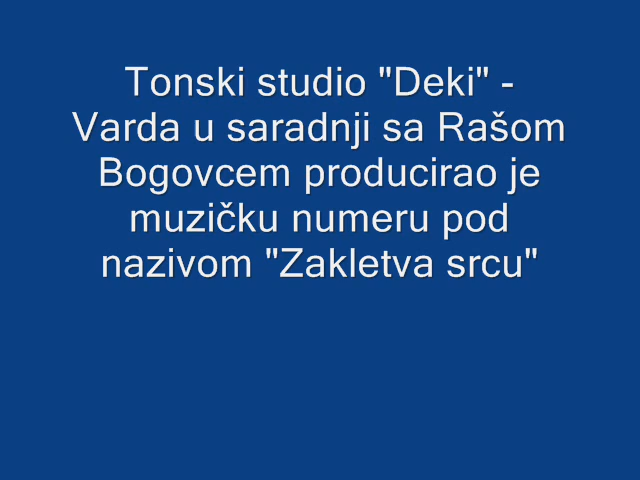 Tonski studio "Deki" -
Varda u saradnji sa Rašom
Bogovcem producirao je
muzičku numeru pod
nazivom "Zakletva srcu"